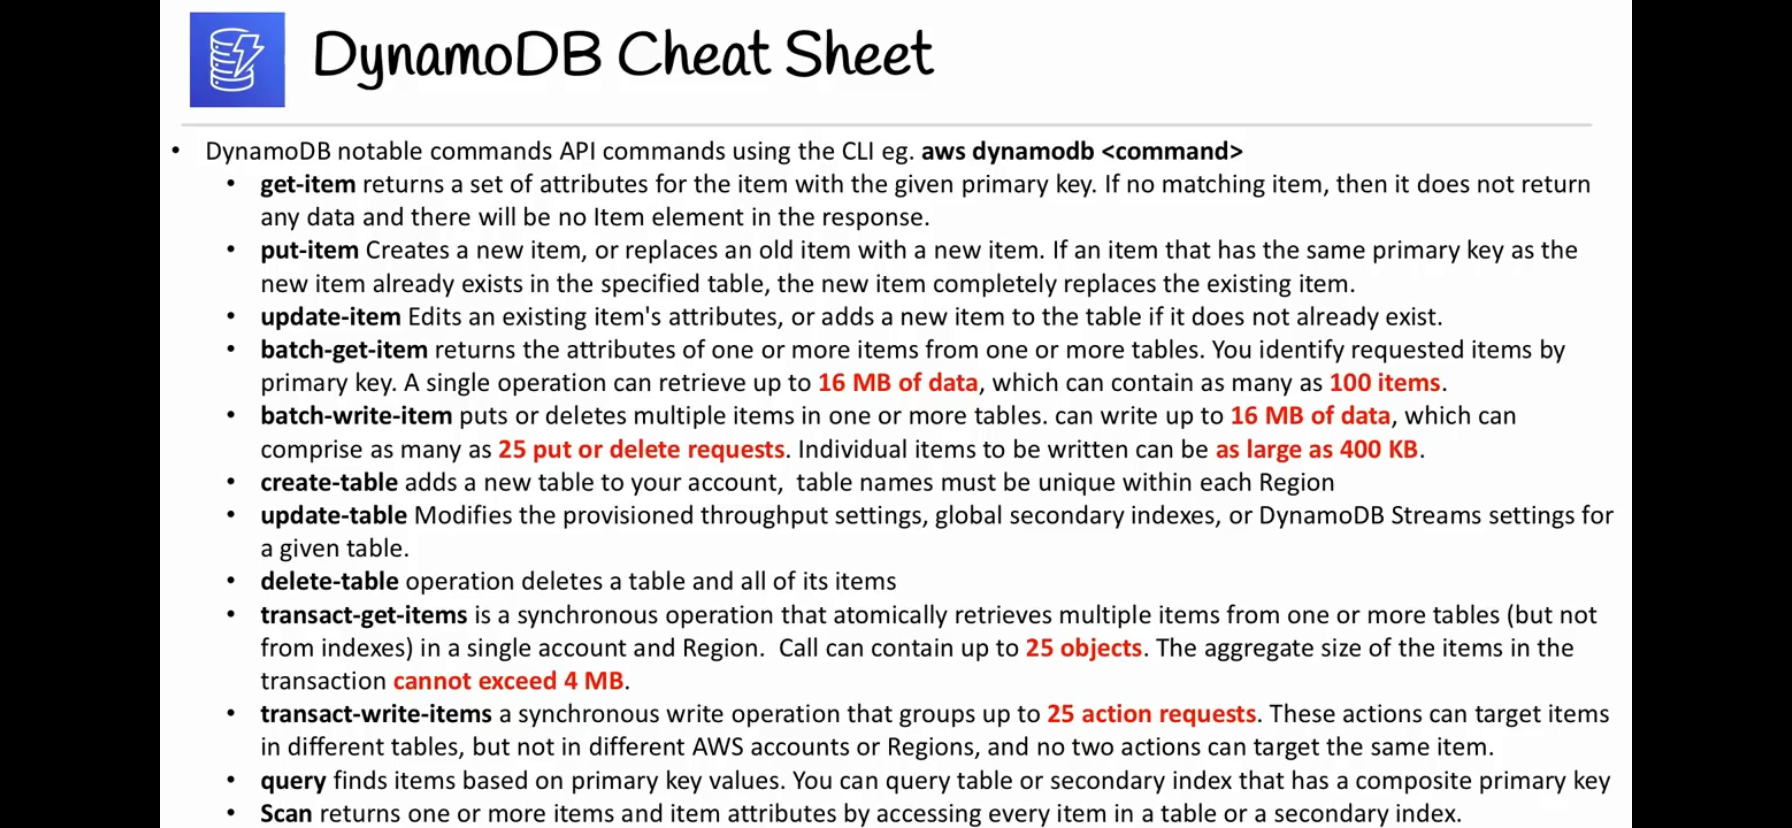 DynamoDB Cheat Sheet
• DynamoDB notable commands API commands using the CLI eg. aws dynamodb <command>
• get-item returns a set of attributes for the item with the given primary key. If no matching item, then it does not return
any data and there will be no Item element in the response.
• put-item Creates a new item, or replaces an old item with a new item. If an item that has the same primary key as the
new item already exists in the specified table, the new item completely replaces the existing item.
• update-item Edits an existing item's attributes, or adds a new item to the table if it does not already exist.
• batch-get-item returns the attributes of one or more items from one or more tables. You identify requested items by
primary key. A single operation can retrieve up to 16 MB of data, which can contain as many as 100 items.
• batch-write-item puts or deletes multiple items in one or more tables. can write up to 16 MB of data, which can
comprise as many as 25 put or delete requests. Individual items to be written can be as large as 400 KB.
• create-table adds a new table to your account,  table names must be unique within each Region
• update-table Modifies the provisioned throughput settings, global secondary indexes, or DynamoDB Streams settings for
a given table.
• delete-table operation deletes a table and all of its items
• transact-get-items is a synchronous operation that atomically retrieves multiple items from one or more tables (but not
from indexes) in a single account and Region.  Call can contain up to 25 objects. The aggregate size of the items in the
transaction cannot exceed 4 MB.
• transact-write-items a synchronous write operation that groups up to 25 action requests. These actions can target items
in different tables, but not in different AWS accounts or Regions, and no two actions can target the same item.
• query finds items based on primary key values. You can query table or secondary index that has a composite primary key
• Scan returns one or more items and item attributes by accessing every item in a table or a secondary index.